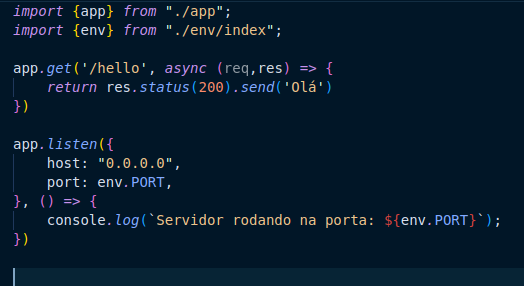 import {app} from "./app";
import {env} from "./env/index";
app.get('/hello', async (req,res) => {
return res.status(200).send('Olá')
})
app.listen({
host: "0.0.0.0",
port: env.PORT,
}, () => {
console.log(`Servidor rodando na porta: ${env.PORT}`);
})